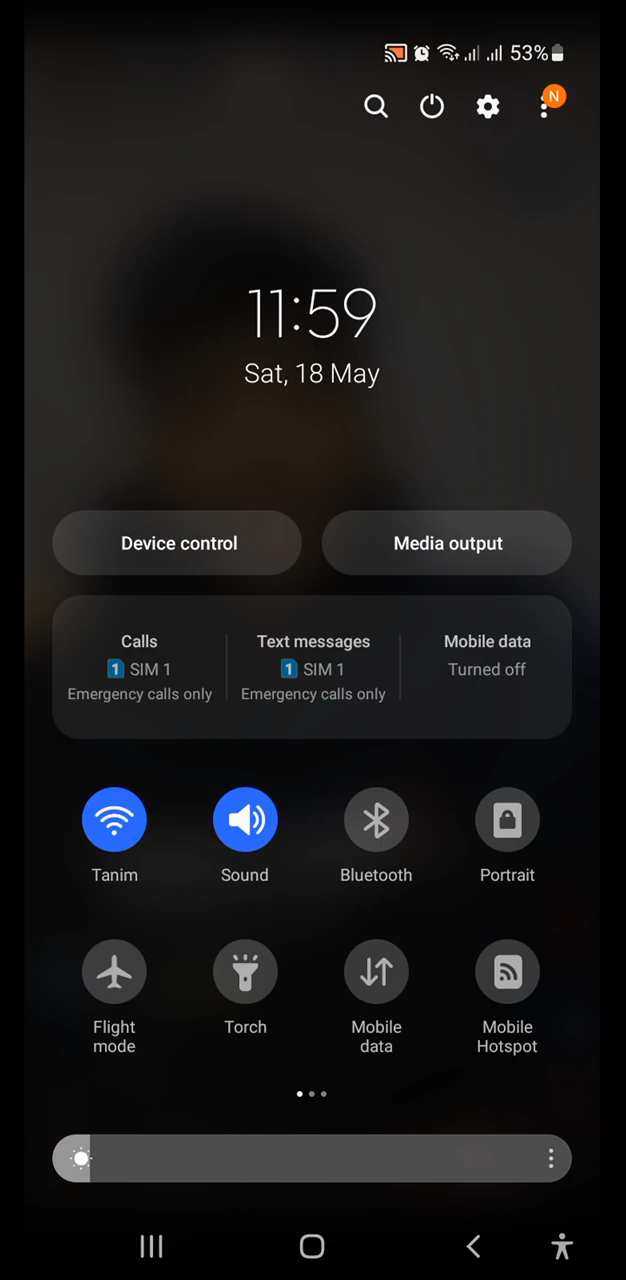 53%
N
11:59
Sat, 18 May
Device control
Media output
Calls
Text messages
Mobile data
1 SIM 1
1 SIM 1
Turned off
Emergency calls only
Emergency calls only
Tanim
Sound
Bluetooth
Portrait
Flight
mode
Torch
Mobile
data
Mobile
Hotspot